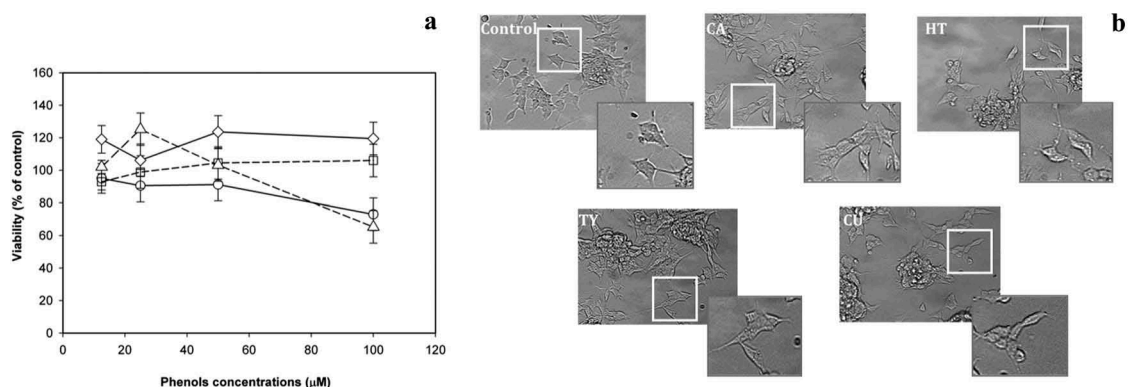 a
160
140
120
100
80
60
40
20
0
Viability (% of control)
0 20 40 60 80 100 120
Phenols concentrations (μM)
b
Control
CA
HT
TY
CU